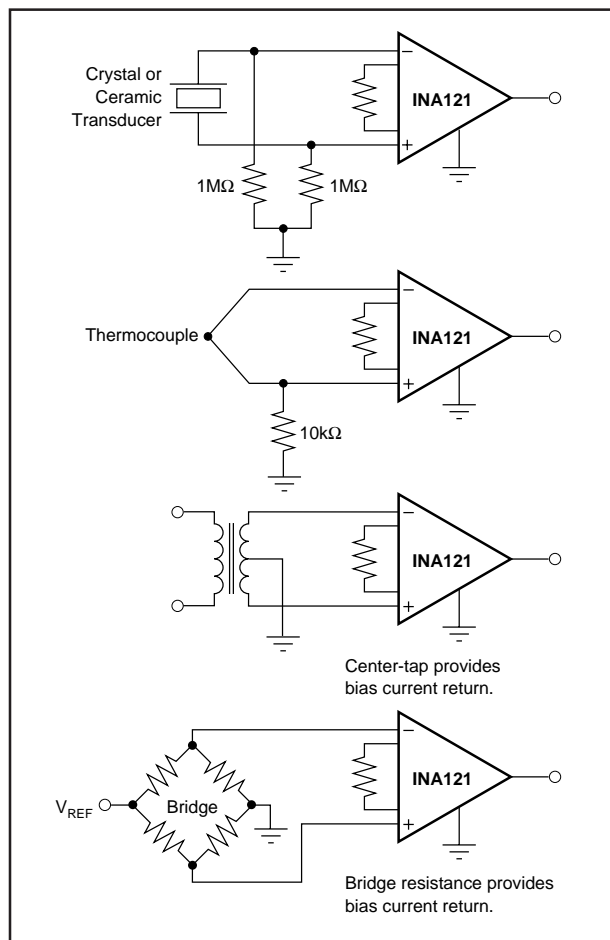 Crystal or
Ceramic
Transducer
−
INA121
+
1MΩ
1MΩ
−
Thermocouple
INA121
+
10kΩ
−
INA121
+
Center-tap provides
bias current return.
−
INA121
VREF
Bridge
+
Bridge resistance provides
bias current return.